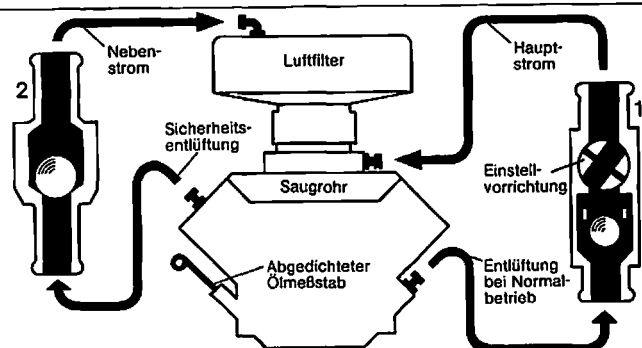 Neben-
strom
2
Luftfilter
Haupt-
strom
1
Sicherheits-
entlüftung
Einstell-
vorrichtung
Saugrohr
Abgedichteter
Ölmeßstab
Entlüftung
bei Normal-
betrieb